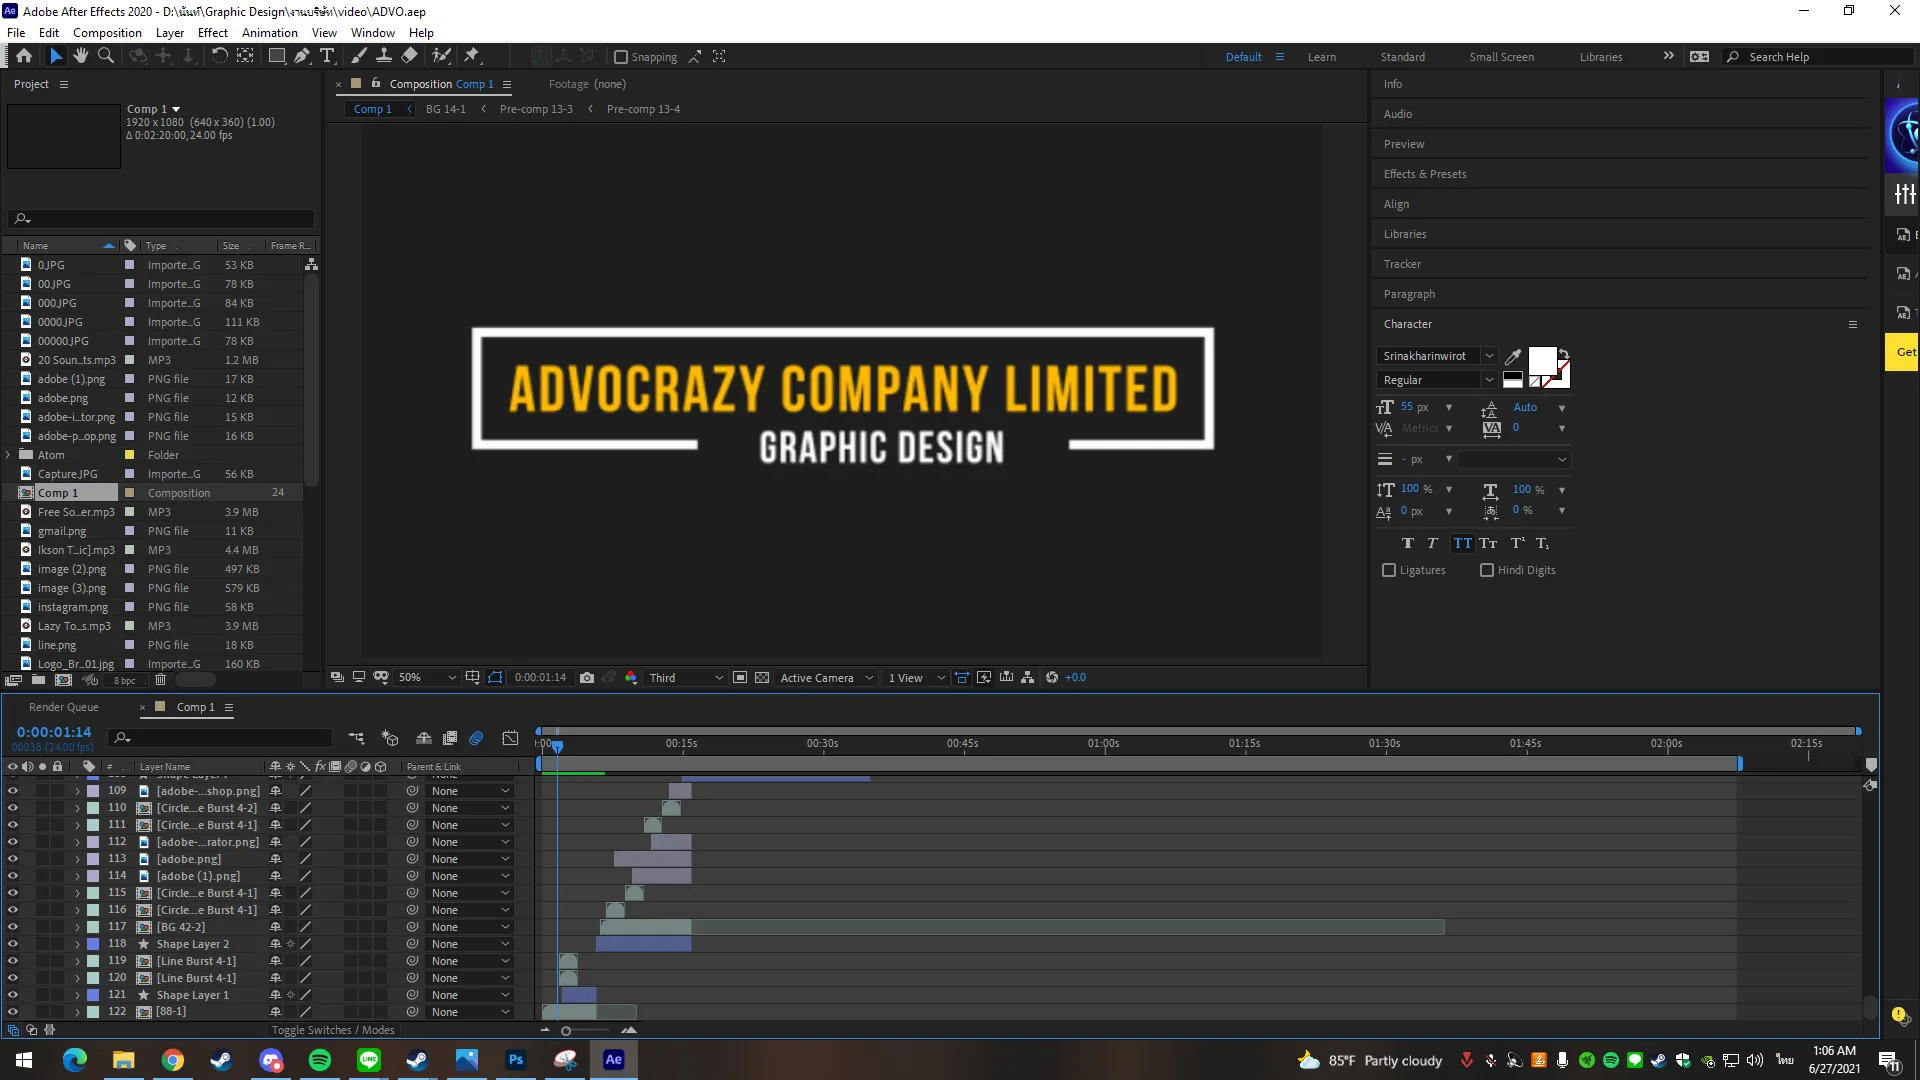 Adobe After Effects 2020 - D:\นันท์\Graphic Design\งานบริษัท\video\ADVO.aep
File Edit Composition Layer Effect Animation View Window Help
Snapping
Default Learn Standard Small Screen Libraries Search Help
Project
Comp 1
1920 x 1080 (640 x 360) (1.00)
Δ 0:02:20:00, 24.00 fps
Name Type Size Frame R...
0.JPG Importe...G 53 KB
00.JPG Importe...G 78 KB
000.JPG Importe...G 84 KB
0000.JPG Importe...G 111 KB
00000.JPG Importe...G 78 KB
20 Soun...ts.mp3 MP3 1.2 MB
adobe (1).png PNG file 17 KB
adobe.png PNG file 12 KB
adobe-i...tor.png PNG file 15 KB
adobe-p...op.png PNG file 16 KB
Atom Folder
Capture.JPG Importe...G 56 KB
Comp 1 Composition 24
Free So...er.mp3 MP3 3.9 MB
gmail.png PNG file 11 KB
Ikson T...ic].mp3 MP3 4.4 MB
image (2).png PNG file 497 KB
image (3).png PNG file 579 KB
instagram.png PNG file 58 KB
Lazy To...s.mp3 MP3 3.9 MB
line.png PNG file 18 KB
Logo_Br...01.jpg Importe...G 160 KB
8 bpc
Composition Comp 1 Footage (none)
Comp 1 BG 14-1 Pre-comp 13-3 Pre-comp 13-4
ADVOCRAZY COMPANY LIMITED
GRAPHIC DESIGN
50% 0:00:01:14 Third Active Camera 1 View +0.0
Info
Audio
Preview
Effects & Presets
Align
Libraries
Tracker
Paragraph
Character
Srinakharinwirot
Regular
55 px Auto
Metrics 0
- px
100 % 100 %
0 px 0 %
Ligatures Hindi Digits
Get
Render Queue Comp 1
0:00:01:14
00038 (24.00 fps)
:00 00:15s 00:30s 00:45s 01:00s 01:15s 01:30s 01:45s 02:00s 02:15s
# Layer Name Parent & Link
109 [adobe-...shop.png] None
110 [Circle...e Burst 4-2] None
111 [Circle...e Burst 4-1] None
112 [adobe-...rator.png] None
113 [adobe.png] None
114 [adobe (1).png] None
115 [Circle...e Burst 4-1] None
116 [Circle...e Burst 4-1] None
117 [BG 42-2] None
118 Shape Layer 2 None
119 [Line Burst 4-1] None
120 [Line Burst 4-1] None
121 Shape Layer 1 None
122 [88-1] None
Toggle Switches / Modes
85°F Partly cloudy
ไทย
1:06 AM
6/27/2021
11